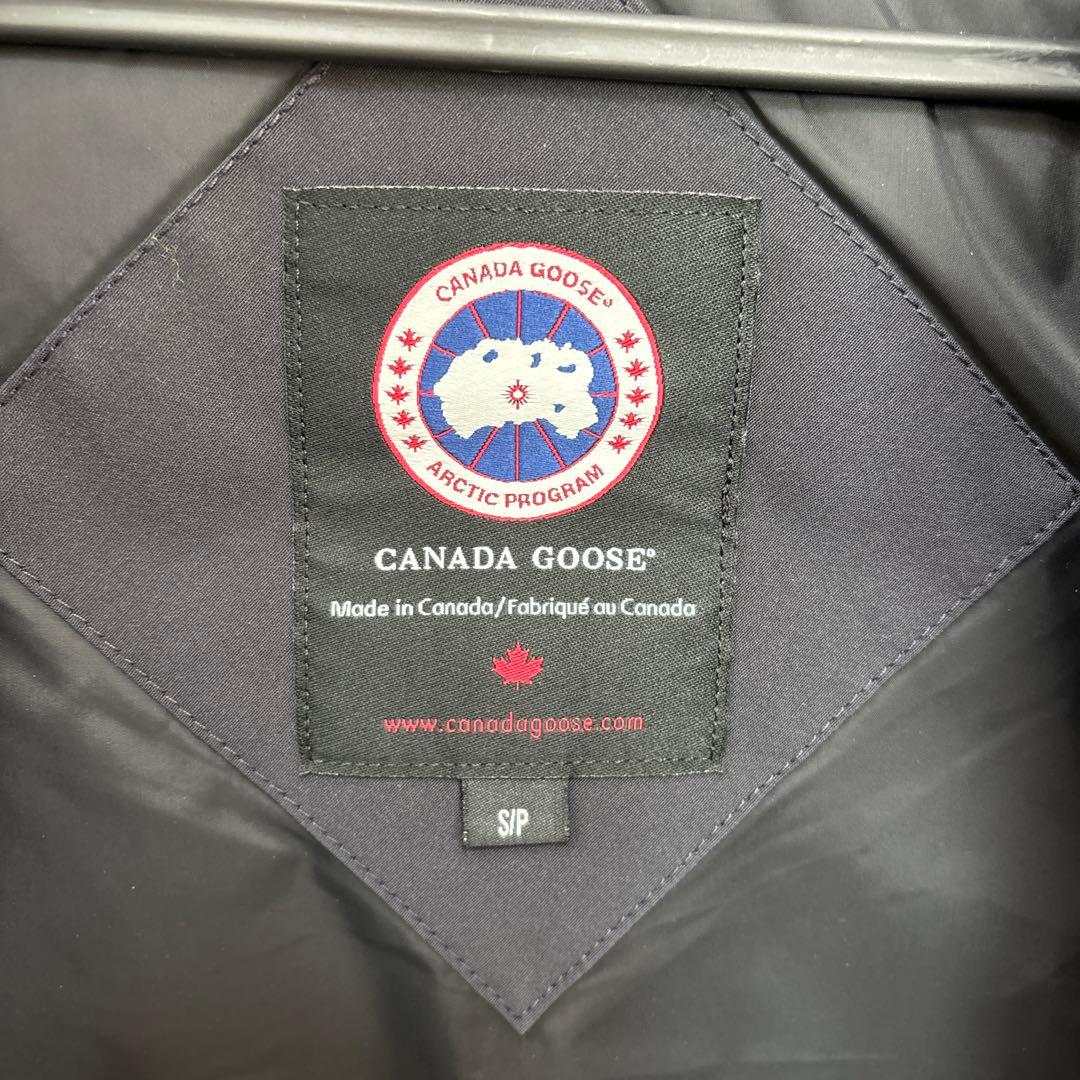 CANADA GOOSE®
ARCTIC PROGRAM
CANADA GOOSE®
Made in Canada/Fabriqué au Canada
www.canadagoose.com
S/P